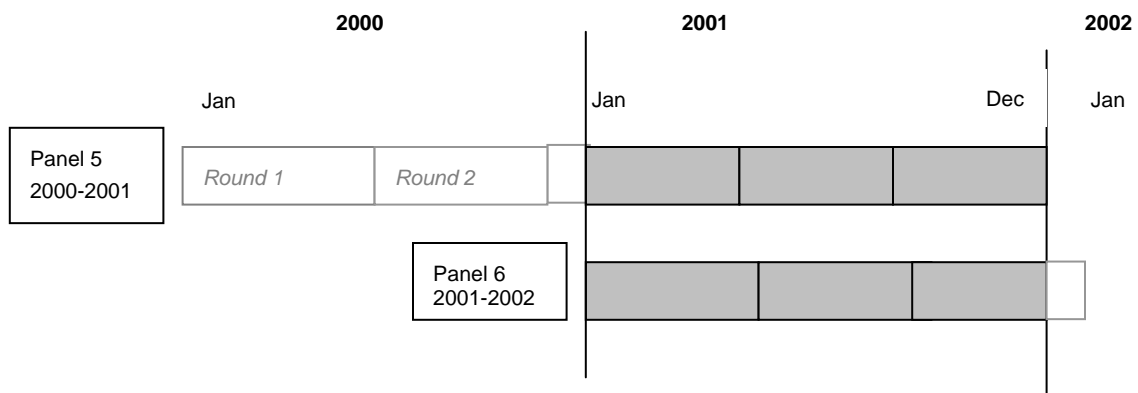 2000 2001 2002
Jan Jan Dec Jan
Panel 5
2000-2001
Round 1 Round 2
Panel 6
2001-2002